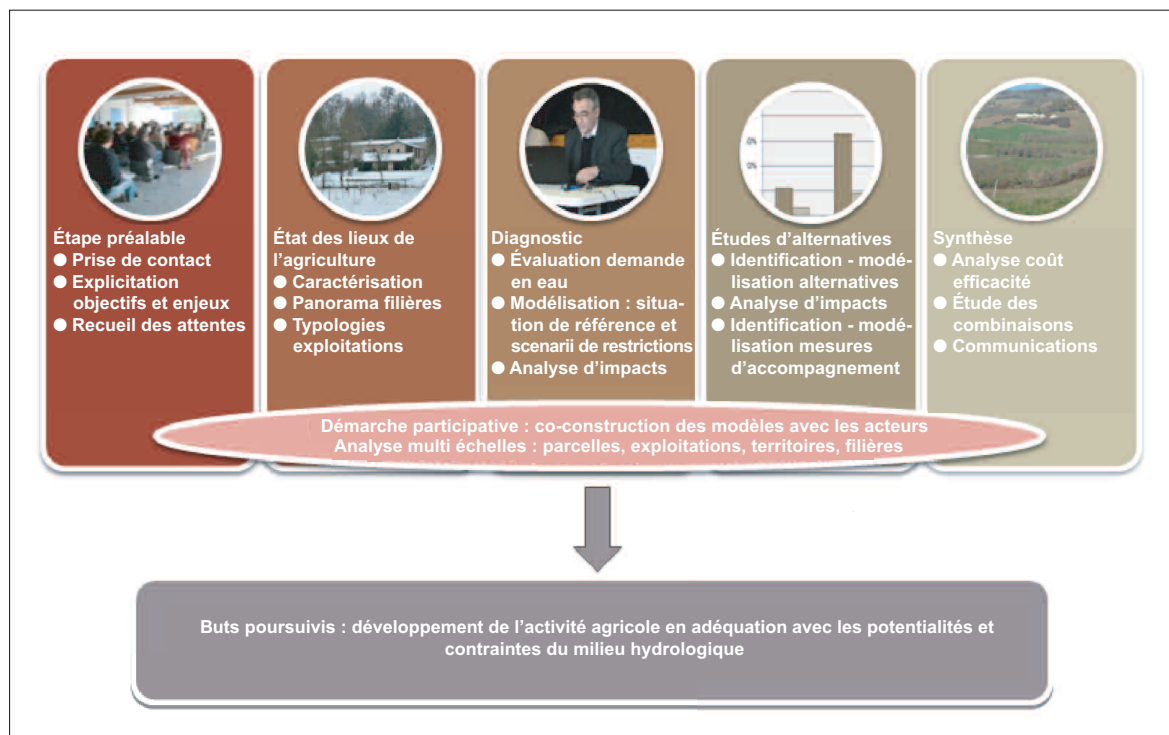 Étape préalable
● Prise de contact
● Explicitation
objectifs et enjeux
● Recueil des attentes
État des lieux de
l’agriculture
● Caractérisation
● Panorama filières
● Typologies
exploitations
Diagnostic
● Évaluation demande
en eau
● Modélisation : situa-
tion de référence et
scenarii de restrictions
● Analyse d’impacts
0%
0%
Études d’alternatives
● Identification - modé-
lisation alternatives
● Analyse d’impacts
● Identification - modé-
lisation mesures
d’accompagnement
Synthèse
● Analyse coût
efficacité
● Étude des
combinaisons
● Communications
Démarche participative : co-construction des modèles avec les acteurs
Analyse multi échelles : parcelles, exploitations, territoires, filières
Buts poursuivis : développement de l’activité agricole en adéquation avec les potentialités et
contraintes du milieu hydrologique